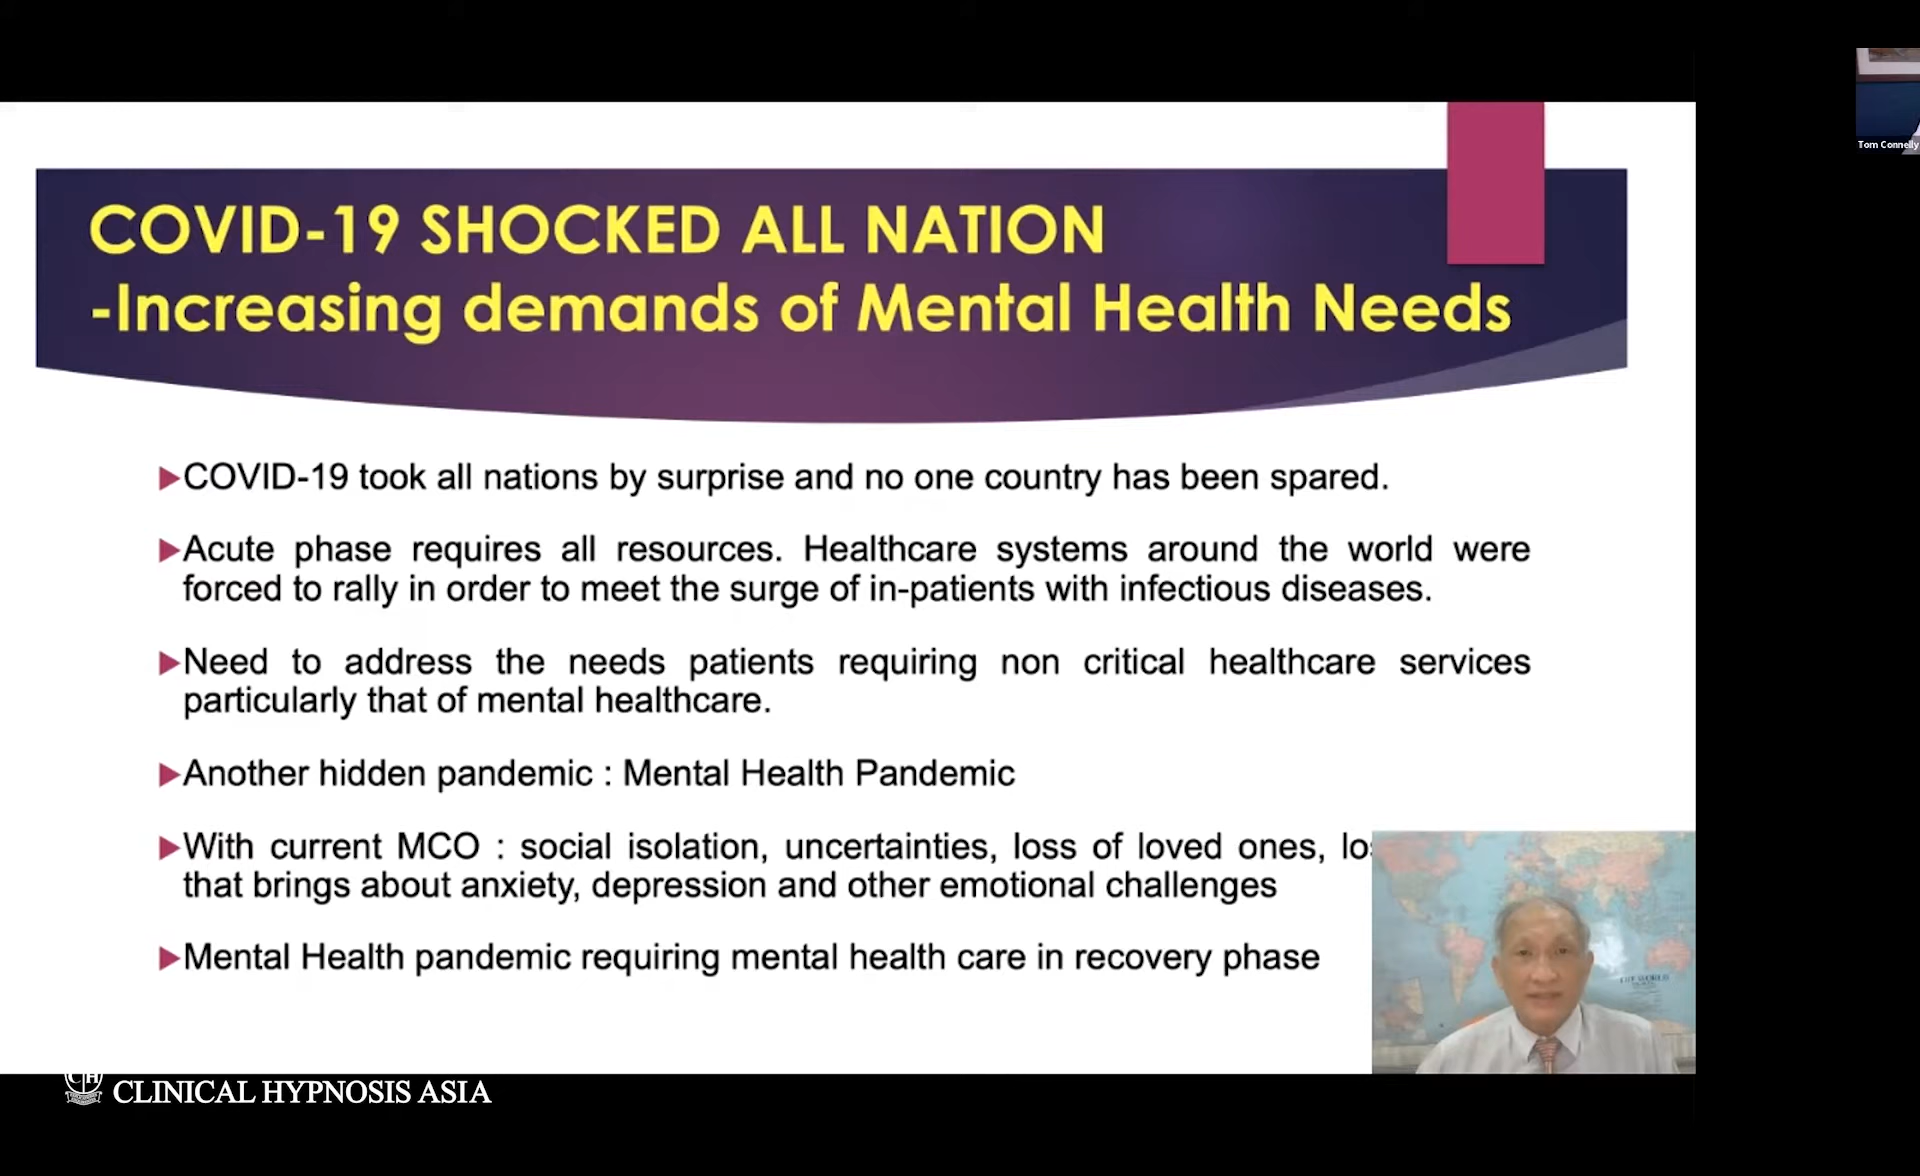 Tom Connelly
COVID-19 SHOCKED ALL NATION
-Increasing demands of Mental Health Needs
COVID-19 took all nations by surprise and no one country has been spared.
Acute phase requires all resources. Healthcare systems around the world were
forced to rally in order to meet the surge of in-patients with infectious diseases.
Need to address the needs patients requiring non critical healthcare services
particularly that of mental healthcare.
Another hidden pandemic : Mental Health Pandemic
With current MCO : social isolation, uncertainties, loss of loved ones,
that brings about anxiety, depression and other emotional challenges
Mental Health pandemic requiring mental health care in recovery phase
THE WORLD
CH
CLINICAL HYPNOSIS ASIA